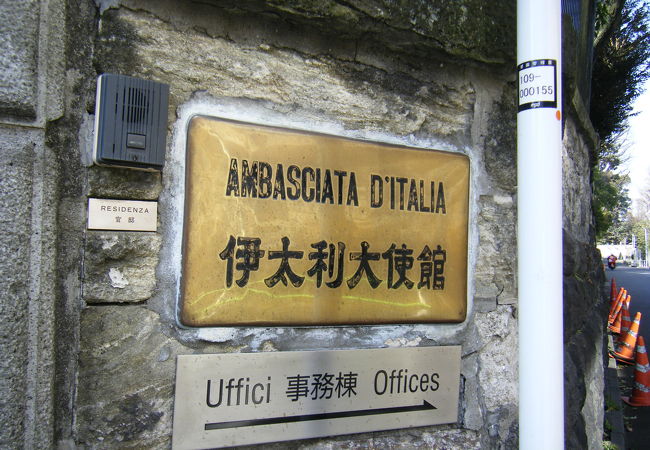 RESIDENZA
官邸
AMBASCIATA D'ITALIA
伊太利大使館
Uffici 事務棟 Offices
109-
000155